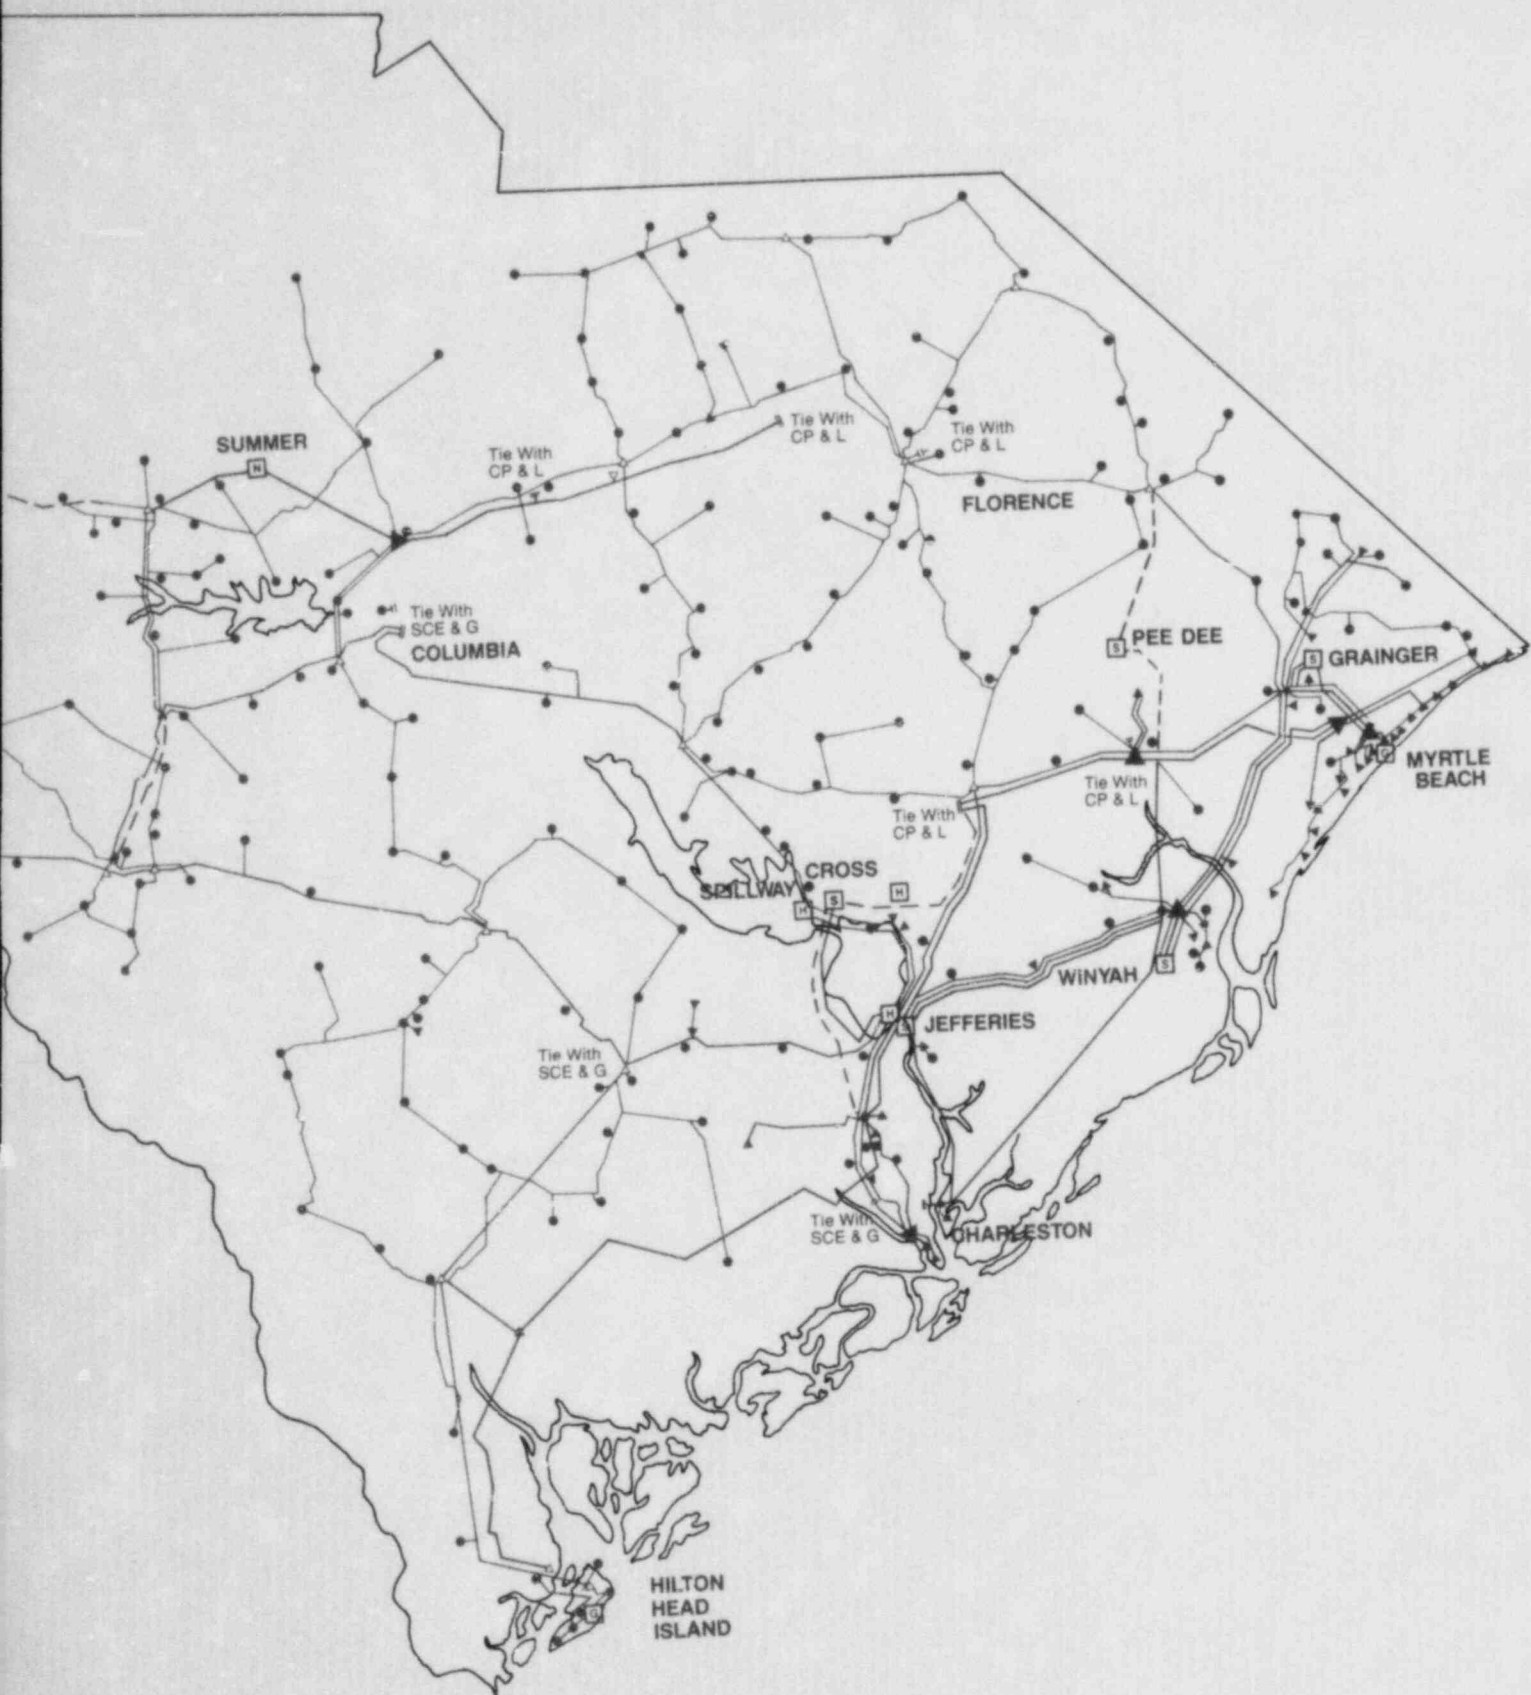 Tie With
CP & L
Tie With
CP & L
SUMMER
N
Tie With
CP & L
FLORENCE
Tie With
SCE & G
COLUMBIA
PEE DEE
S
GRAINGER
S
MYRTLE
BEACH
G
Tie With
CP & L
Tie With
CP & L
CROSS
SPILLWAY
H
S
H
WINYAH
S
H
S
JEFFERIES
Tie With
SCE & G
Tie With
SCE & G
CHARLESTON
HILTON
HEAD
ISLAND
G